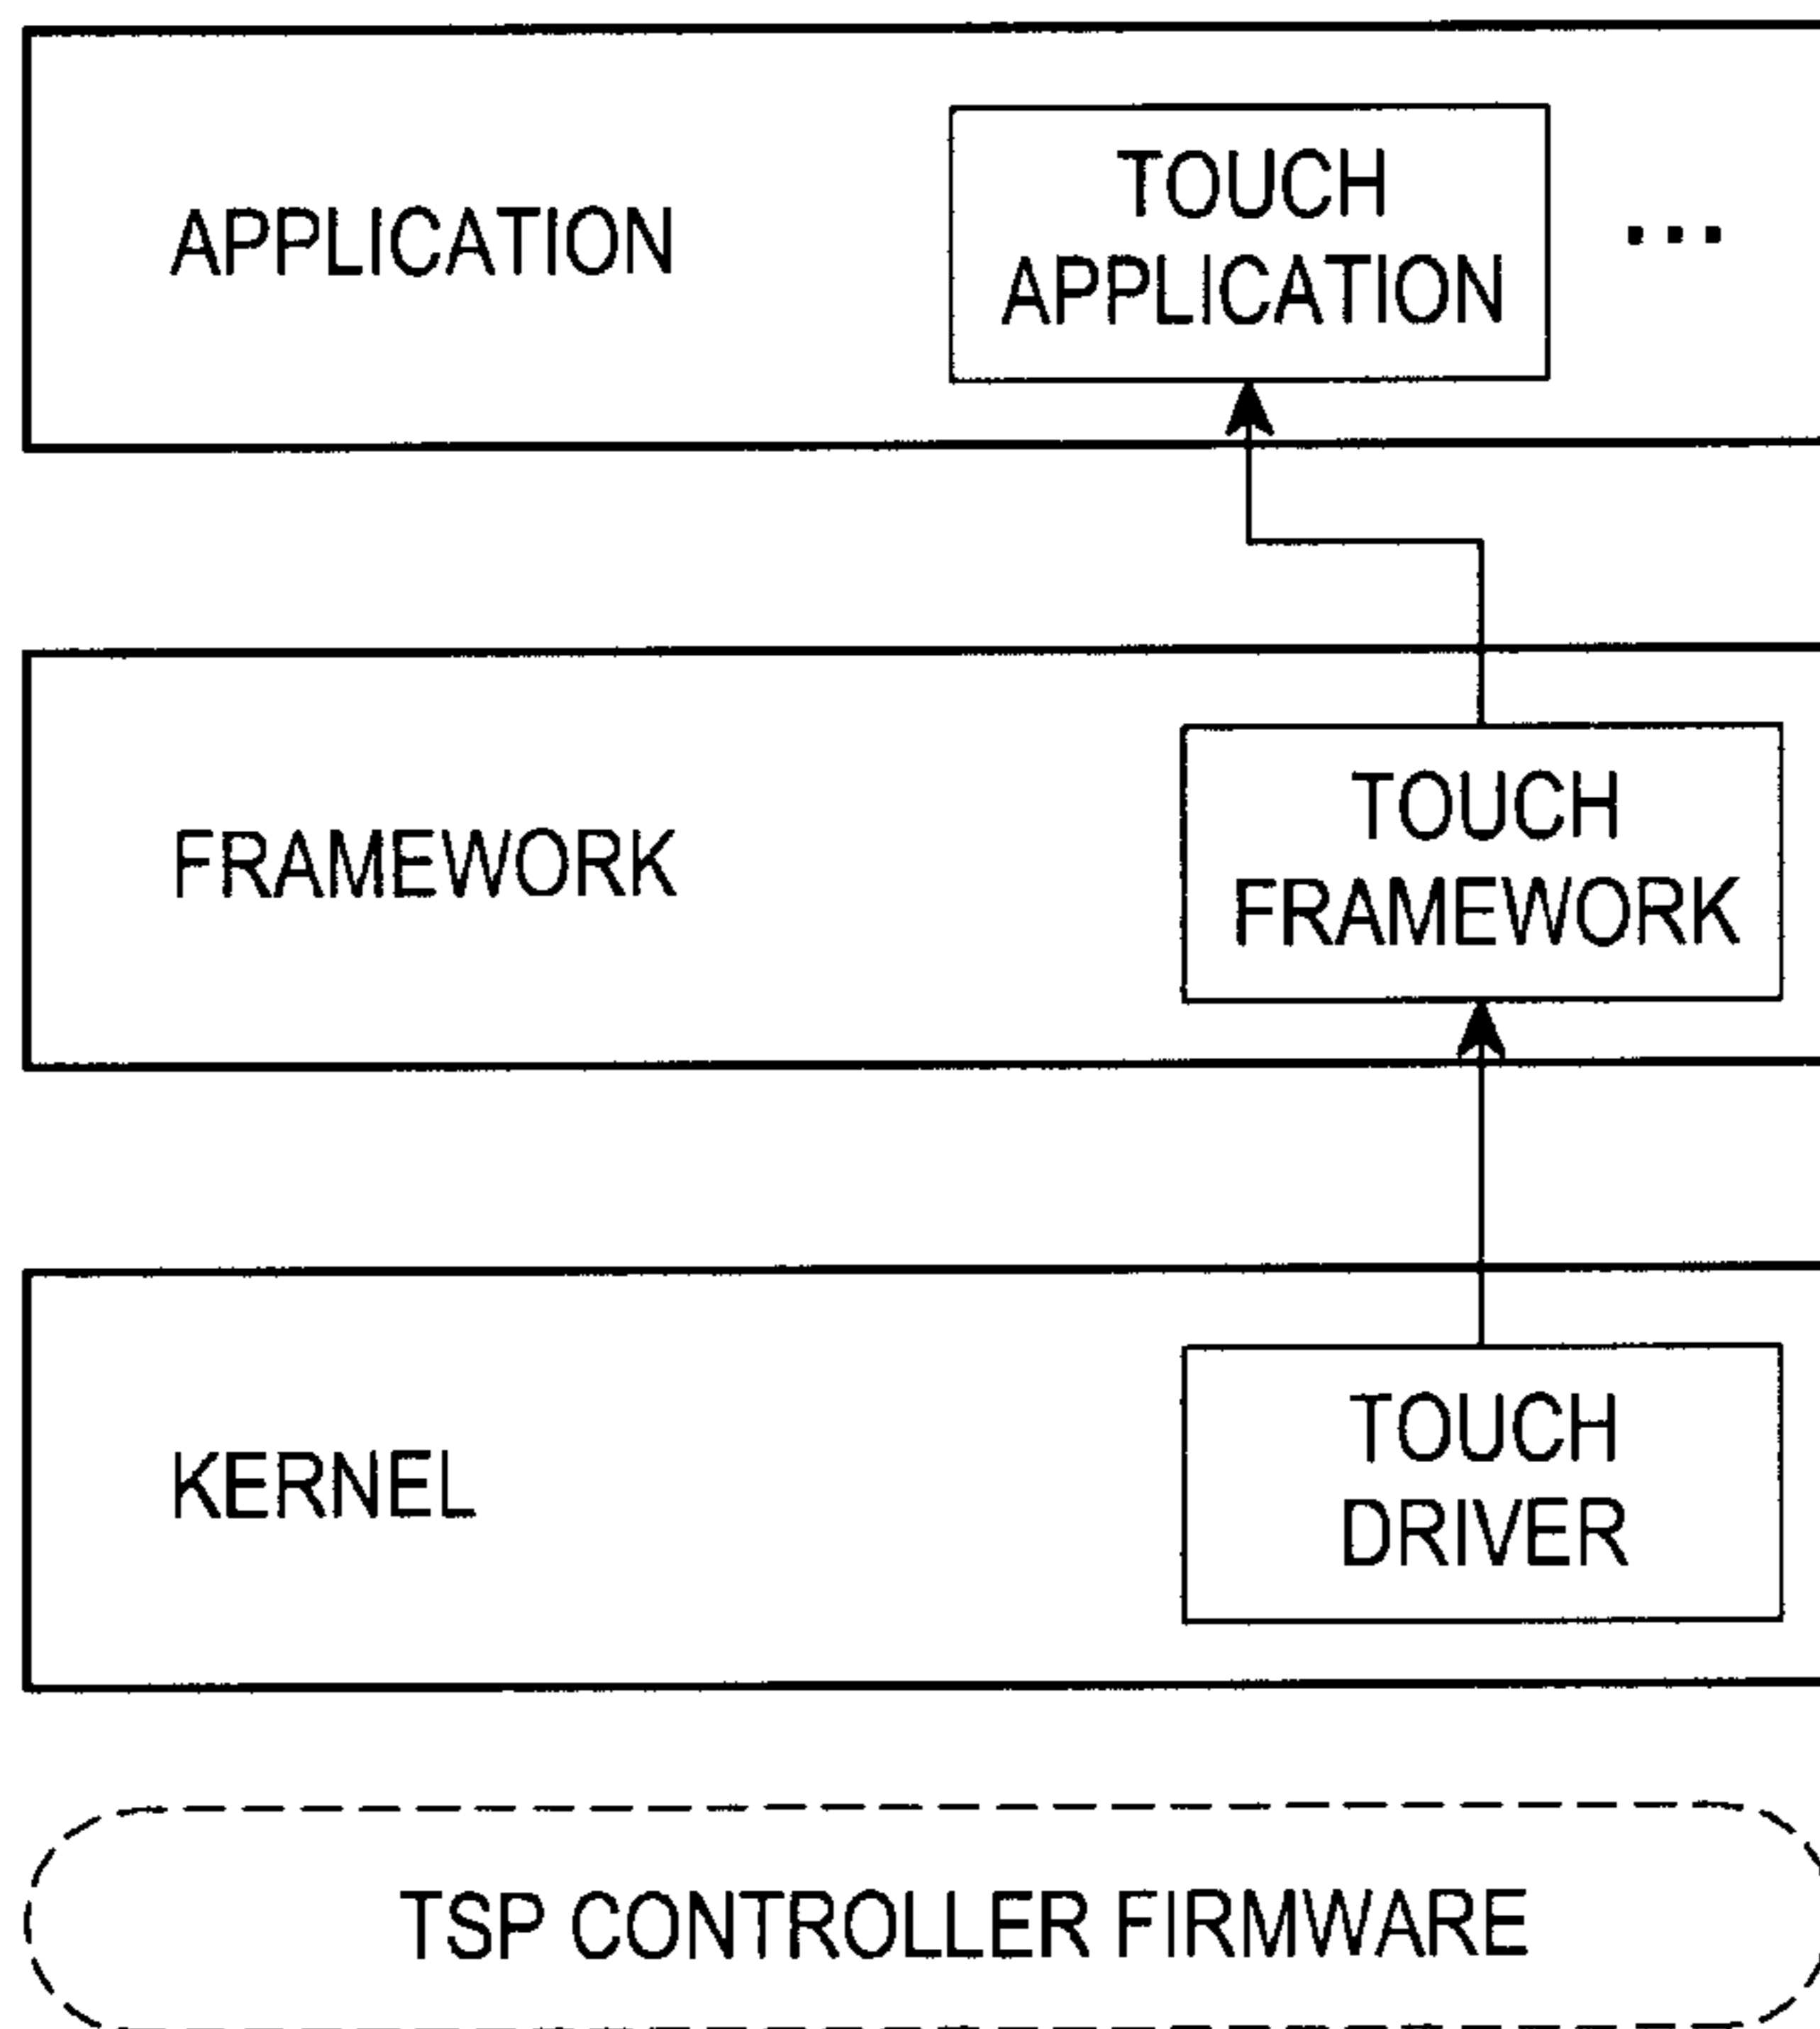 APPLICATION
TOUCH
APPLICATION
...
FRAMEWORK
TOUCH
FRAMEWORK
KERNEL
TOUCH
DRIVER
TSP CONTROLLER FIRMWARE